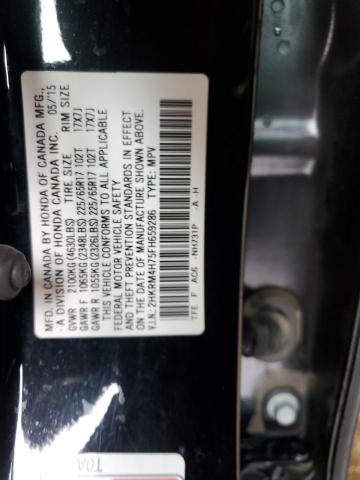 MFD. IN CANADA BY HONDA OF CANADA MFG.,
A DIVISION OF HONDA CANADA INC. 05/15
GVWR 2100KG(4630LBS) TIRE SIZE RIM SIZE
GAWR F 1065KG(2348LBS) 225/65R17 102T 17X7J
GAWR R 1055KG(2326LBS) 225/65R17 102T 17X7J
THIS VEHICLE CONFORMS TO ALL APPLICABLE
FEDERAL MOTOR VEHICLE SAFETY
AND THEFT PREVENTION STANDARDS IN EFFECT
ON THE DATE OF MANUFACTURE SHOWN ABOVE.
V.I.N.: 2HKRM4H75FH659286 TYPE: MPV
TFE F AC6 NH731P A H
TOA